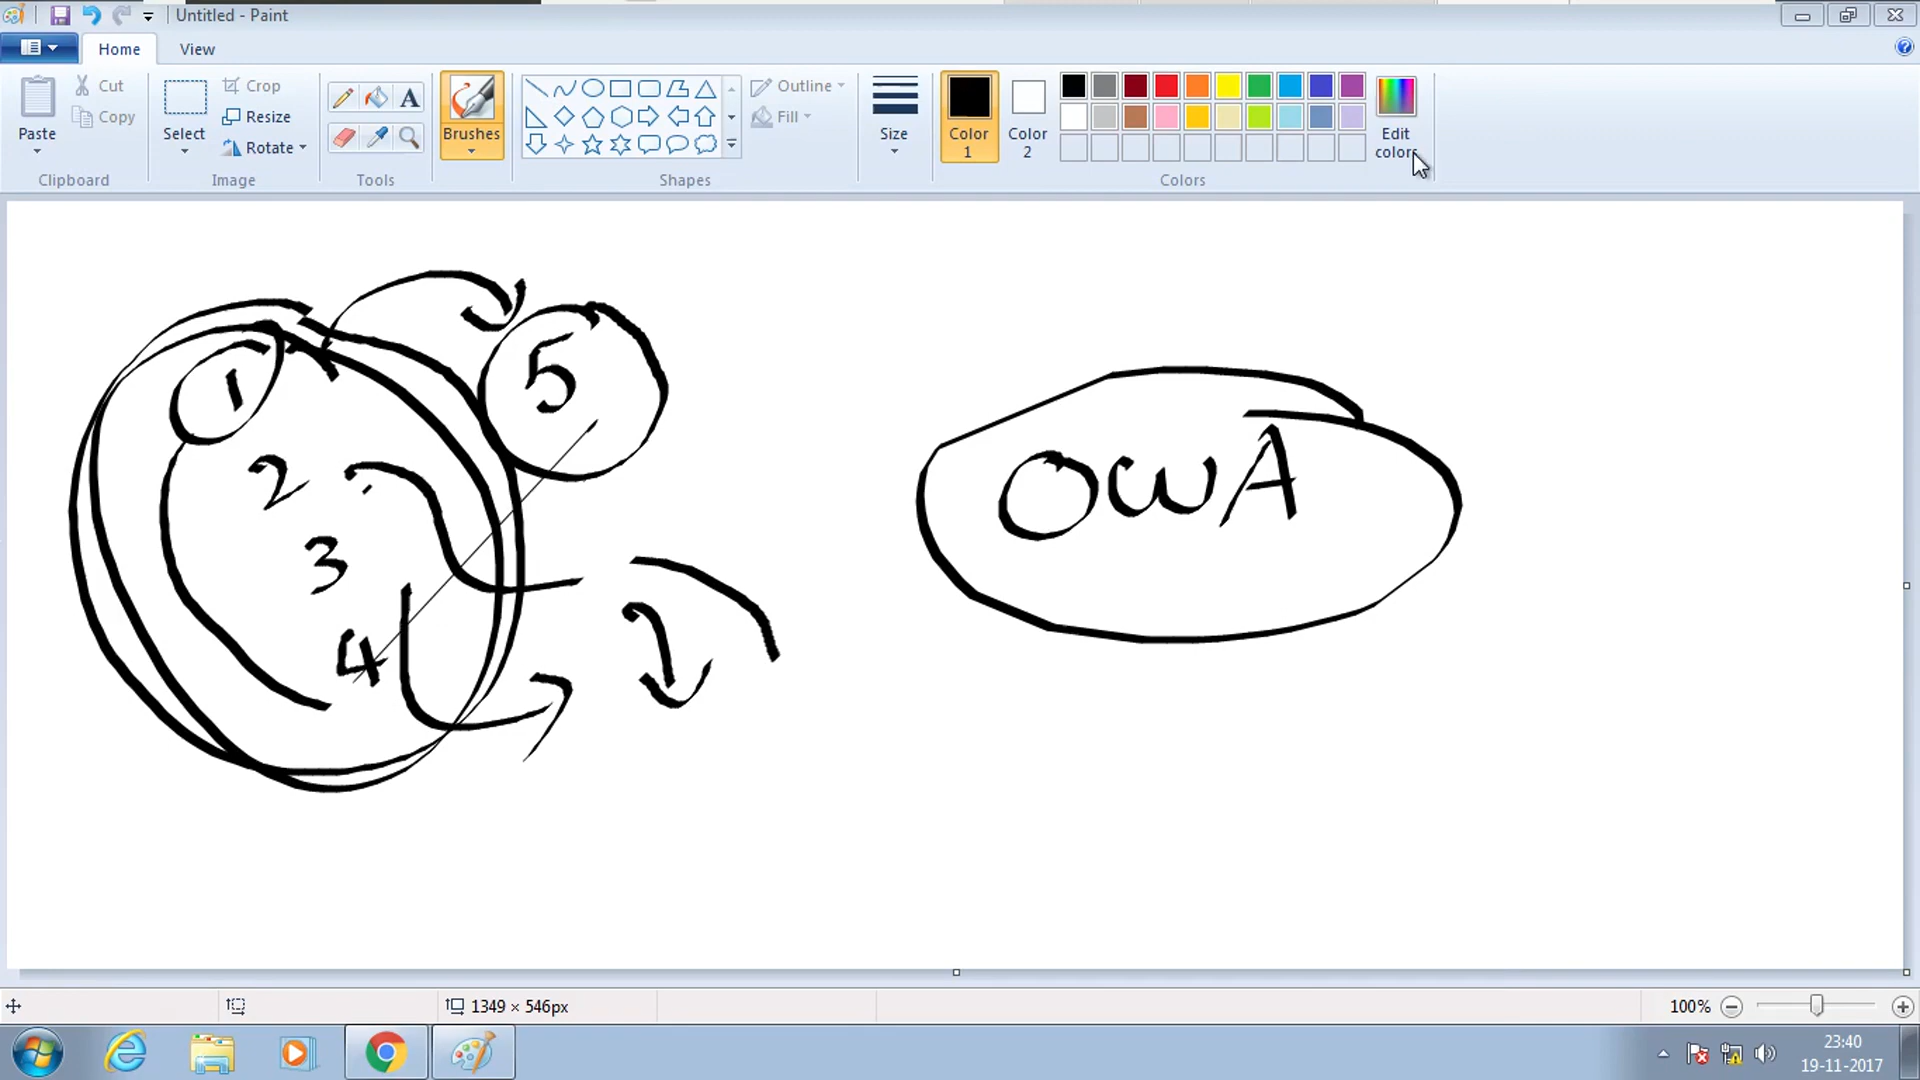 Untitled - Paint
Home View
Paste
Cut
Copy
Clipboard
Select
Crop
Resize
Rotate
Image
Tools
Brushes
Shapes
Outline
Fill
Size
Color 1
Color 2
Edit colors
Colors
1
2
3
4
5
2
OWA
1349 × 546px
100%
23:40
19-11-2017